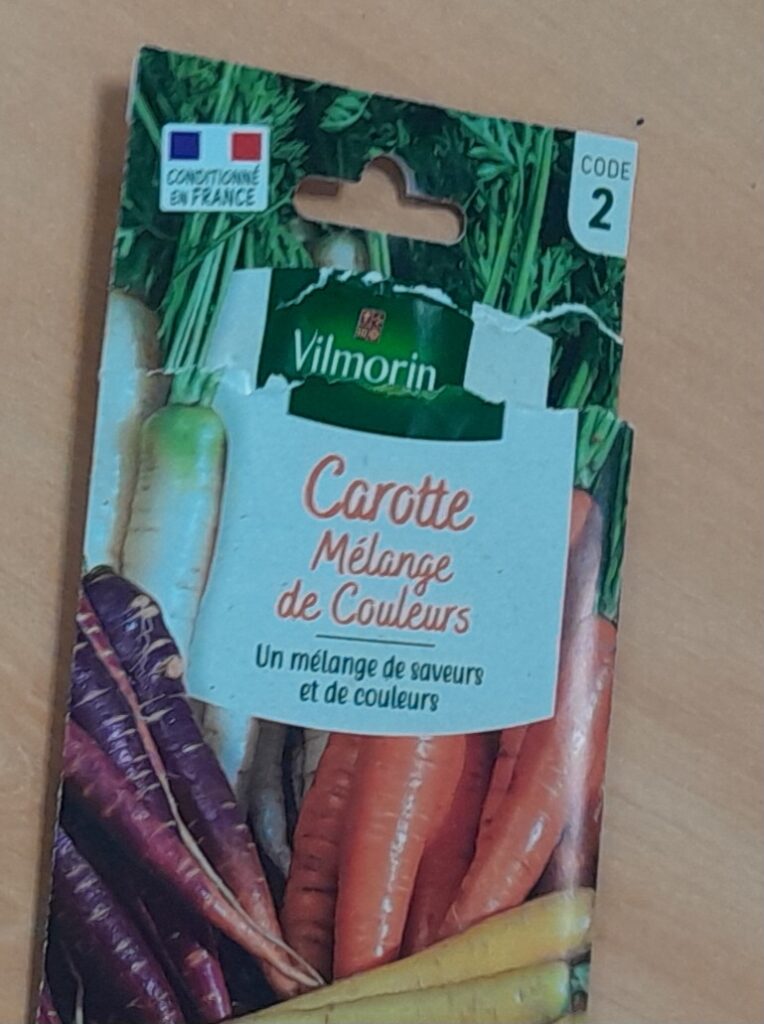 CONDITIONNÉ
EN FRANCE
CODE
2
Vilmorin
Carotte
Mélange
de Couleurs
Un mélange de saveurs
et de couleurs